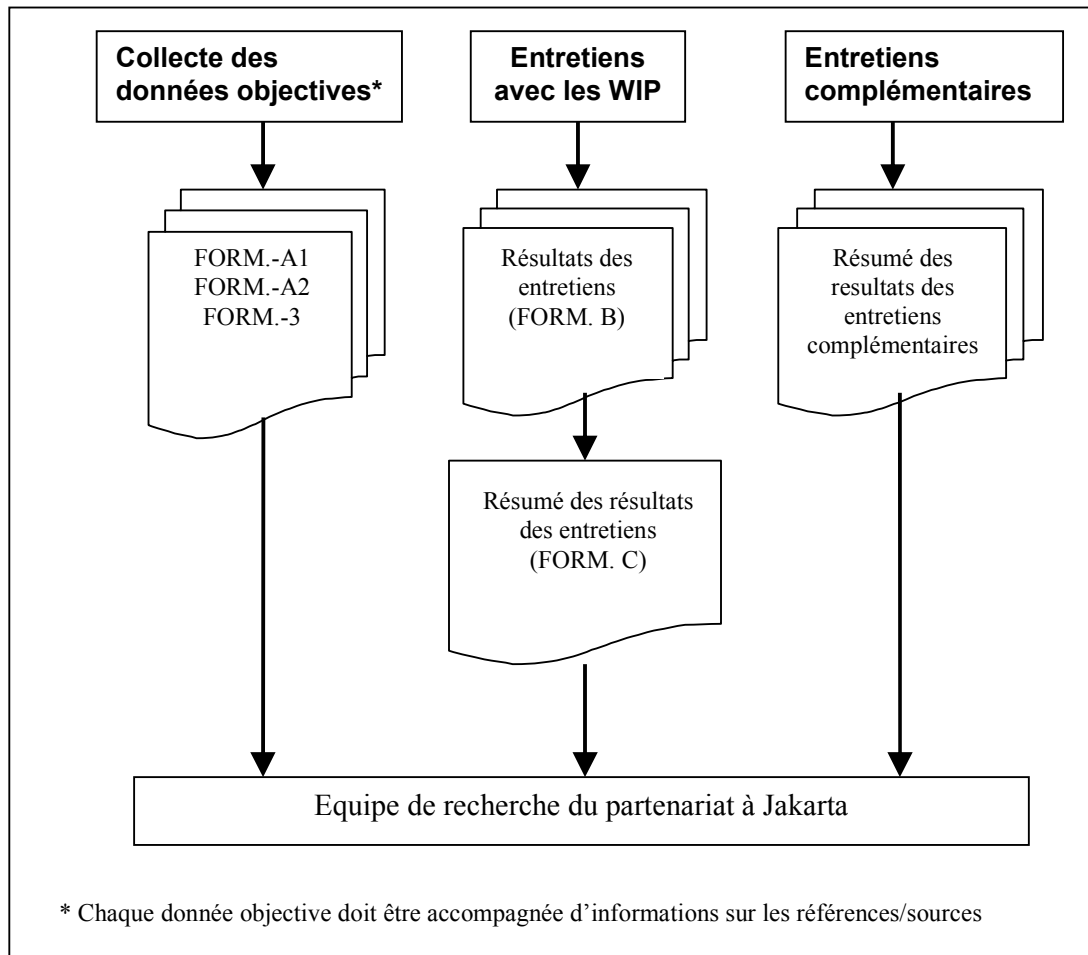 Collecte des
données objectives*
Entretiens
avec les WIP
Entretiens
complémentaires
FORM.-A1
FORM.-A2
FORM.-3
Résultats des
entretiens
(FORM. B)
Résumé des
resultats des
entretiens
complémentaires
Résumé des résultats
des entretiens
(FORM. C)
Equipe de recherche du partenariat à Jakarta
* Chaque donnée objective doit être accompagnée d’informations sur les références/sources